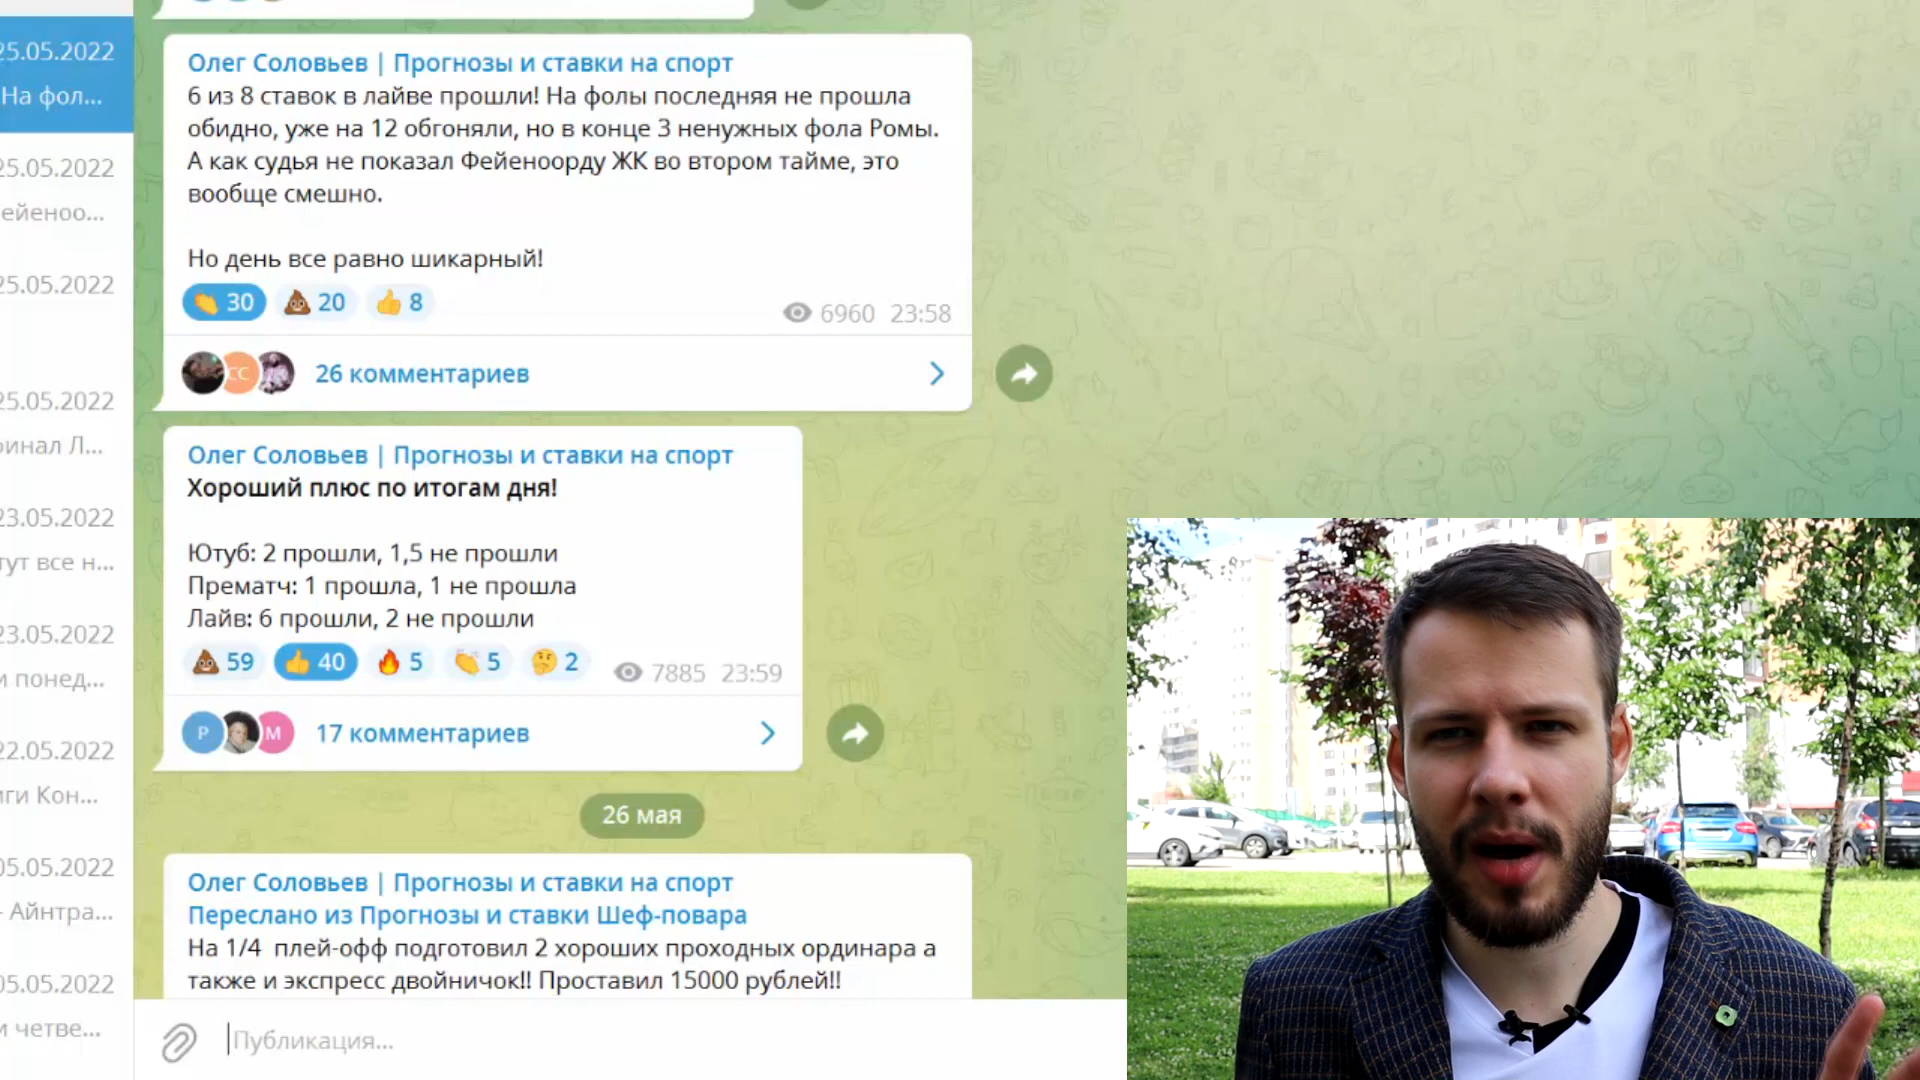 25.05.2022
На фол...
25.05.2022
ейеноо...
25.05.2022
25.05.2022
инал Л...
23.05.2022
тут все н...
23.05.2022
и понед...
22.05.2022
ги Кон...
05.05.2022
- Айнтра...
05.05.2022
и четве...
Олег Соловьев | Прогнозы и ставки на спорт
6 из 8 ставок в лайве прошли! На фолы последняя не прошла
обидно, уже на 12 обгоняли, но в конце 3 ненужных фола Ромы.
А как судья не показал Фейеноорду ЖК во втором тайме, это
вообще смешно.
Но день все равно шикарный!
30 20 8 6960 23:58
СС
26 комментариев
Олег Соловьев | Прогнозы и ставки на спорт
Хороший плюс по итогам дня!
Ютуб: 2 прошли, 1,5 не прошли
Прематч: 1 прошла, 1 не прошла
Лайв: 6 прошли, 2 не прошли
59 40 5 5 2 7885 23:59
Р М 17 комментариев
26 мая
Олег Соловьев | Прогнозы и ставки на спорт
Переслано из Прогнозы и ставки Шеф-повара
На 1/4 плей-офф подготовил 2 хороших проходных ординара а
также и экспресс двойничок!! Проставил 15000 рублей!!
Публикация...